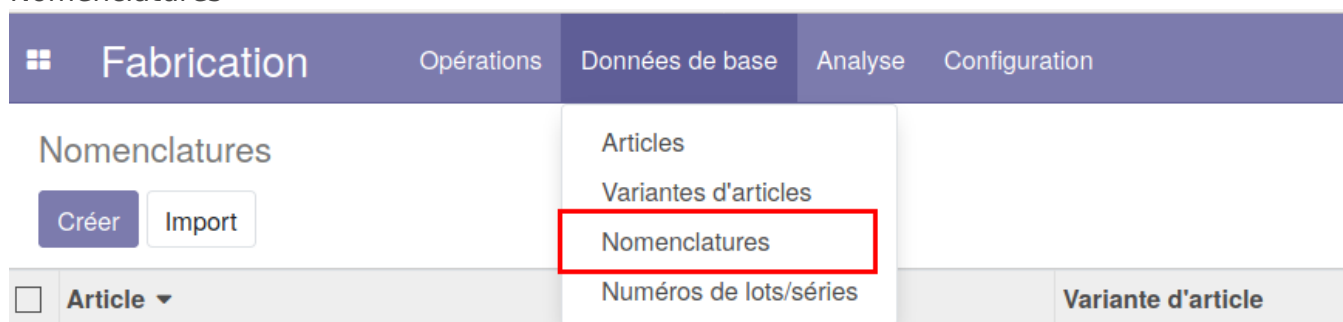 Nomenclatures
Fabrication Opérations Données de base Analyse Configuration
Nomenclatures
Créer Import
Articles
Variantes d'articles
Nomenclatures
Numéros de lots/séries
Article Variante d'article